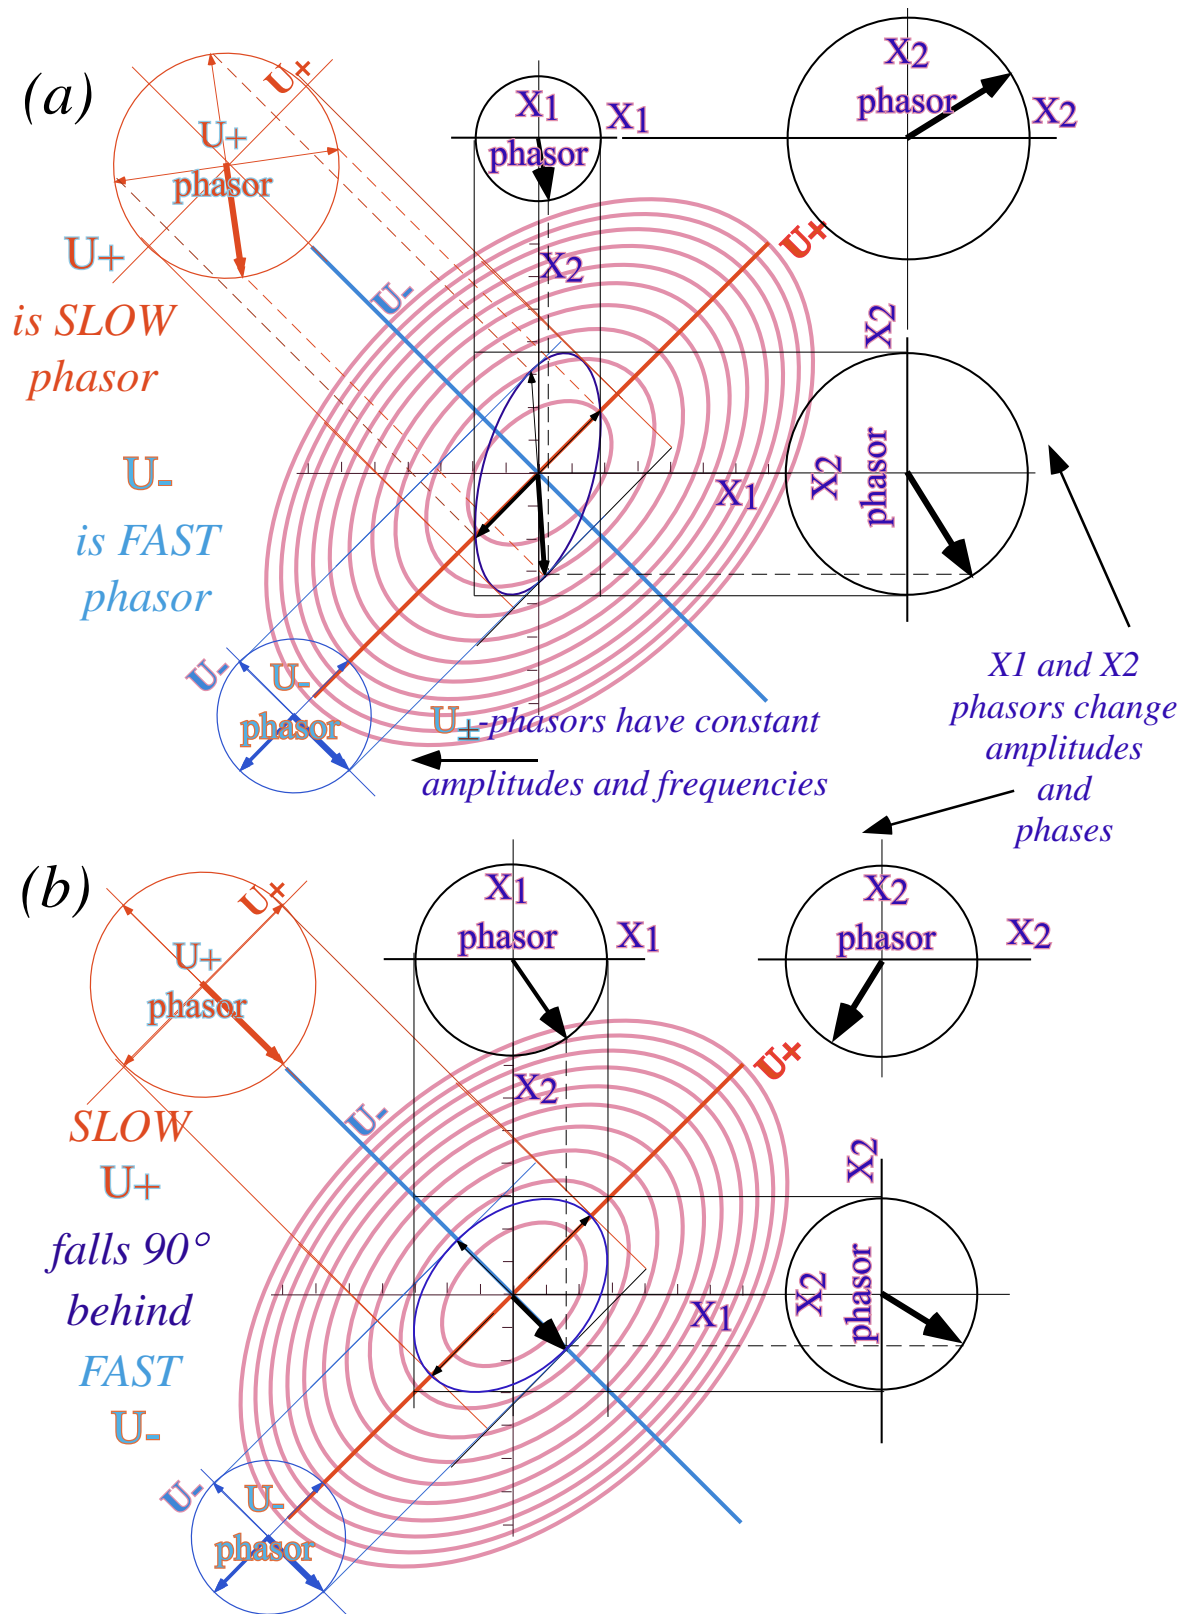 (a)
U+
U+
phasor
U+
is SLOW
phasor
U-
is FAST
phasor
X1
phasor
X1
X2
phasor
X2
U+
U-
X2
X1
X2
X2
phasor
U-
U-
phasor
U±-phasors have constant
amplitudes and frequencies
X1 and X2
phasors change
amplitudes
and
phases
(b)
U+
U+
phasor
SLOW
U+
falls 90°
behind
FAST
U-
X1
phasor
X1
X2
phasor
X2
U+
U-
X2
X1
X2
X2
phasor
U-
U-
phasor